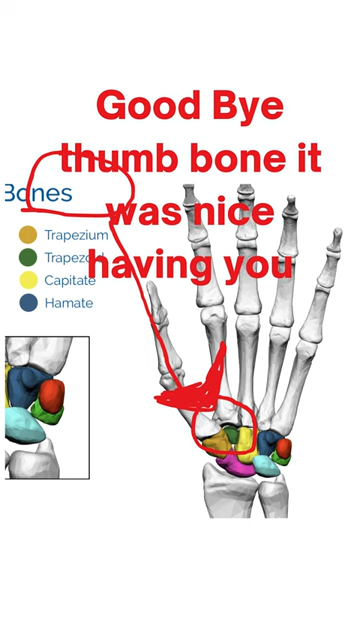 Good Bye
thumb bone it
was nice
having you
Bones
Trapezium
Trapezoid
Capitate
Hamate